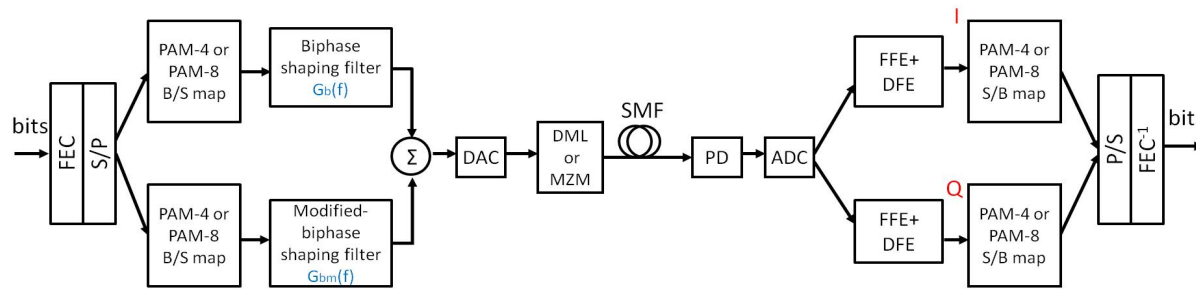 bits
FEC
S/P
PAM-4 or
PAM-8
B/S map
Biphase
shaping filter
Gb(f)
PAM-4 or
PAM-8
B/S map
Modified-
biphase
shaping filter
Gbm(f)
Σ
DAC
DML
or
MZM
SMF
PD
ADC
FFE+
DFE
I
PAM-4 or
PAM-8
S/B map
FFE+
DFE
Q
PAM-4 or
PAM-8
S/B map
P/S
FEC-1
bit